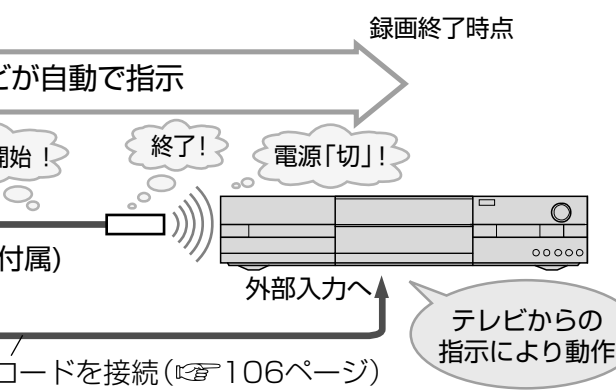 録画終了時点
ビが自動で指示
開始！
終了！
電源「切」！
付属)
外部入力へ
テレビからの
指示により動作
コードを接続(☞106ページ)